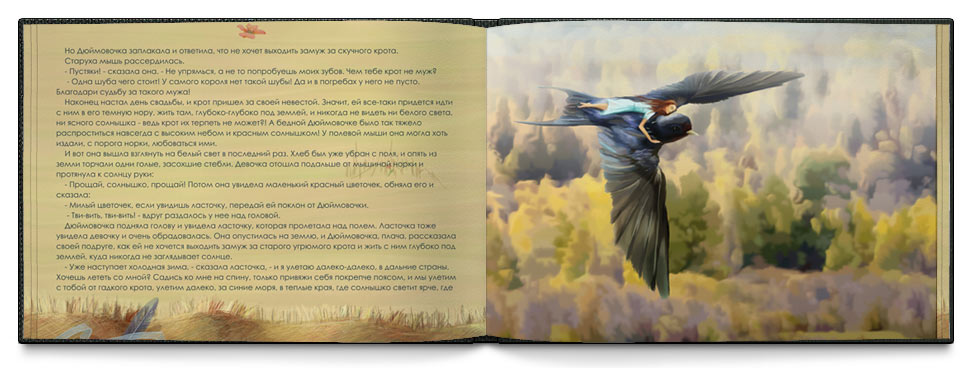 Но Дюймовочка заплакала и ответила, что не хочет выходить замуж за скучного крота.
Старуха мышь рассердилась.
- Пустяки! - сказала она. - Не упрямься, а не то попробуешь моих зубов. Чем тебе крот не муж?
- Одна шуба чего стоит! У самого короля нет такой шубы! Да и в погребах у него не пусто.
Благодари судьбу за такого мужа!
Наконец настал день свадьбы, и крот пришел за своей невестой. Значит, ей все-таки придется идти
с ним в его темную нору, жить там, глубоко-глубоко под землей, и никогда не видеть ни белого света,
ни ясного солнышка - ведь крот их терпеть не может?! А бедной Дюймовочке было так тяжело
распроститься навсегда с высоким небом и красным солнышком! У полевой мыши она могла хоть
издали, с порога норки, любоваться ими.
И вот она вышла взглянуть на белый свет в последний раз. Хлеб был уже убран с поля, и опять из
земли торчали одни голые, засохшие стебли. Девочка отошла подальше от мышиной норки и
протянула к солнцу руки:
- Прощай, солнышко, прощай! Потом она увидела маленький красный цветочек, обняла его и
сказала:
- Милый цветочек, если увидишь ласточку, передай ей поклон от Дюймовочки.
- Тви-вить, тви-вить! - вдруг раздалось у нее над головой.
Дюймовочка подняла голову и увидела ласточку, которая пролетала над полем. Ласточка тоже
увидела девочку и очень обрадовалась. Она опустилась на землю, и Дюймовочка, плача, рассказала
своей подруге, как ей не хочется выходить замуж за старого угрюмого крота и жить с ним глубоко под
землей, куда никогда не заглядывает солнце.
- Уже наступает холодная зима, - сказала ласточка, - и я улетаю далеко-далеко, в дальние страны.
Хочешь лететь со мной? Садись ко мне на спину, только привяжи себя покрепче поясом, и мы улетим
с тобой от гадкого крота, улетим далеко, за синие моря, в теплые края, где солнышко светит ярче, где